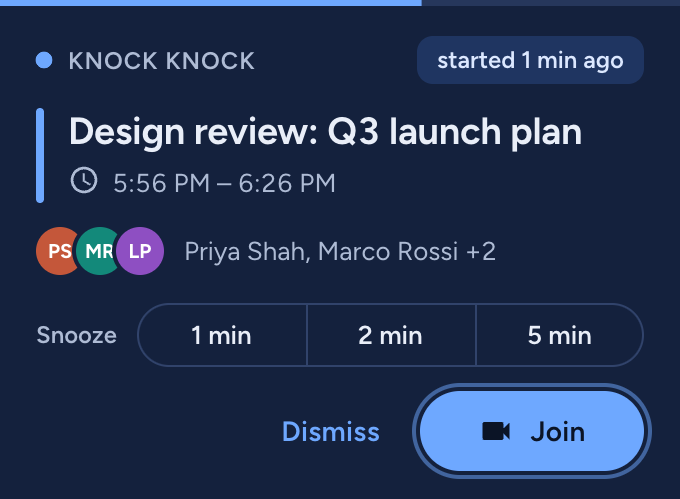 KNOCK KNOCK
started 1 min ago
Design review: Q3 launch plan
5:56 PM – 6:26 PM
PS MR LP Priya Shah, Marco Rossi +2
Snooze 1 min 2 min 5 min
Dismiss Join